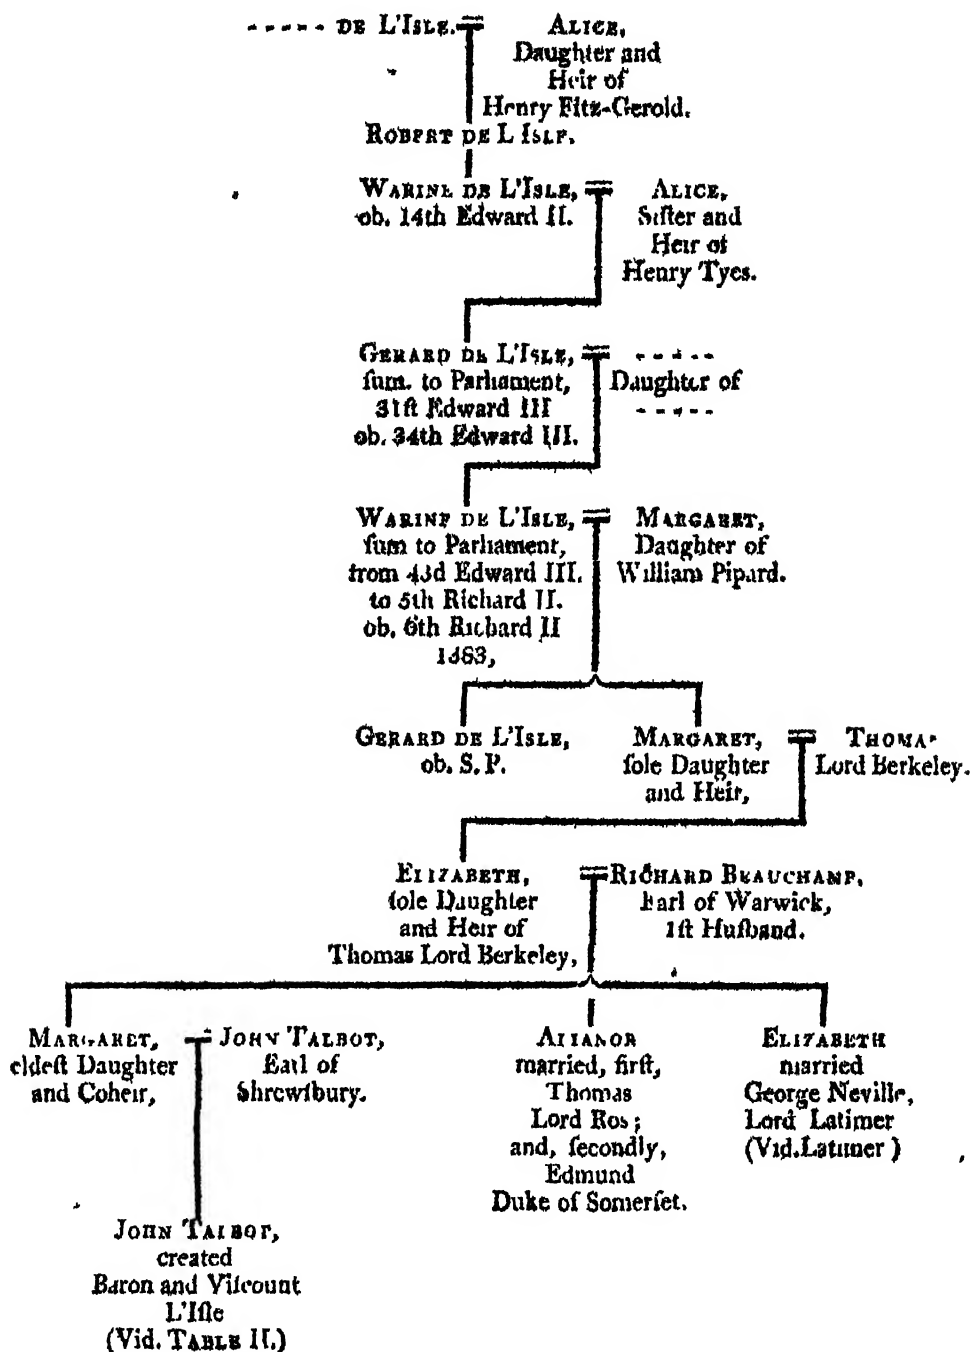 - - - - - DE L'ISLE. = ALICE,
Daughter and
Heir of
Henry Fitz-Gerold.
ROBERT DE L'ISLE.
WARINE DE L'ISLE, = ALICE,
ob. 14th Edward II. Siſter and
Heir of
Henry Tyes.
GERARD DE L'ISLE, = - - - - -
ſum. to Parliament, Daughter of
31ſt Edward III - - - - -
ob. 34th Edward III.
WARINE DE L'ISLE, = MARGARET,
ſum to Parliament, Daughter of
from 43d Edward III. William Pipard.
to 5th Richard II.
ob. 6th Richard II
1383,
GERARD DE L'ISLE, MARGARET, = THOMAS
ob. S. P. ſole Daughter Lord Berkeley.
and Heir,
ELIZABETH, = RICHARD BEAUCHAMP,
ſole Daughter Earl of Warwick,
and Heir of 1ſt Huſband.
Thomas Lord Berkeley,
MARGARET, = JOHN TALBOT, ALIANOR ELIZABETH
eldeſt Daughter Earl of married, firſt, married
and Coheir, Shrewſbury. Thomas George Neville,
Lord Ros; Lord Latimer
and, ſecondly, (Vid. Latimer)
Edmund
Duke of Somerſet.
JOHN TALBOT,
created
Baron and Viſcount
L'Iſle
(Vid. TABLE II.)